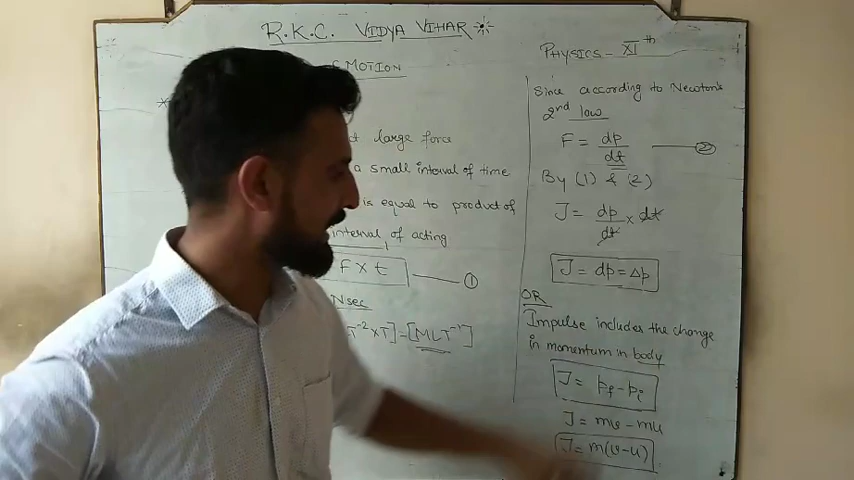 R.K.C. VIDYA VIHAR
PHYSICS - XI th
MOTION
large force
a small interval of time
is equal to product of
interval of acting
F × t ——— ①
Nsec
T⁻² × T] = [MLT⁻¹]
Since according to Newton's
2nd low
F = dp/dt ——— ②
By (1) & (2)
J = dp/dt × dt
J = dp = Δp
OR
Impulse includes the change
in momentum in body
J = Pf - Pi
J = mv - mu
J = m(v-u)